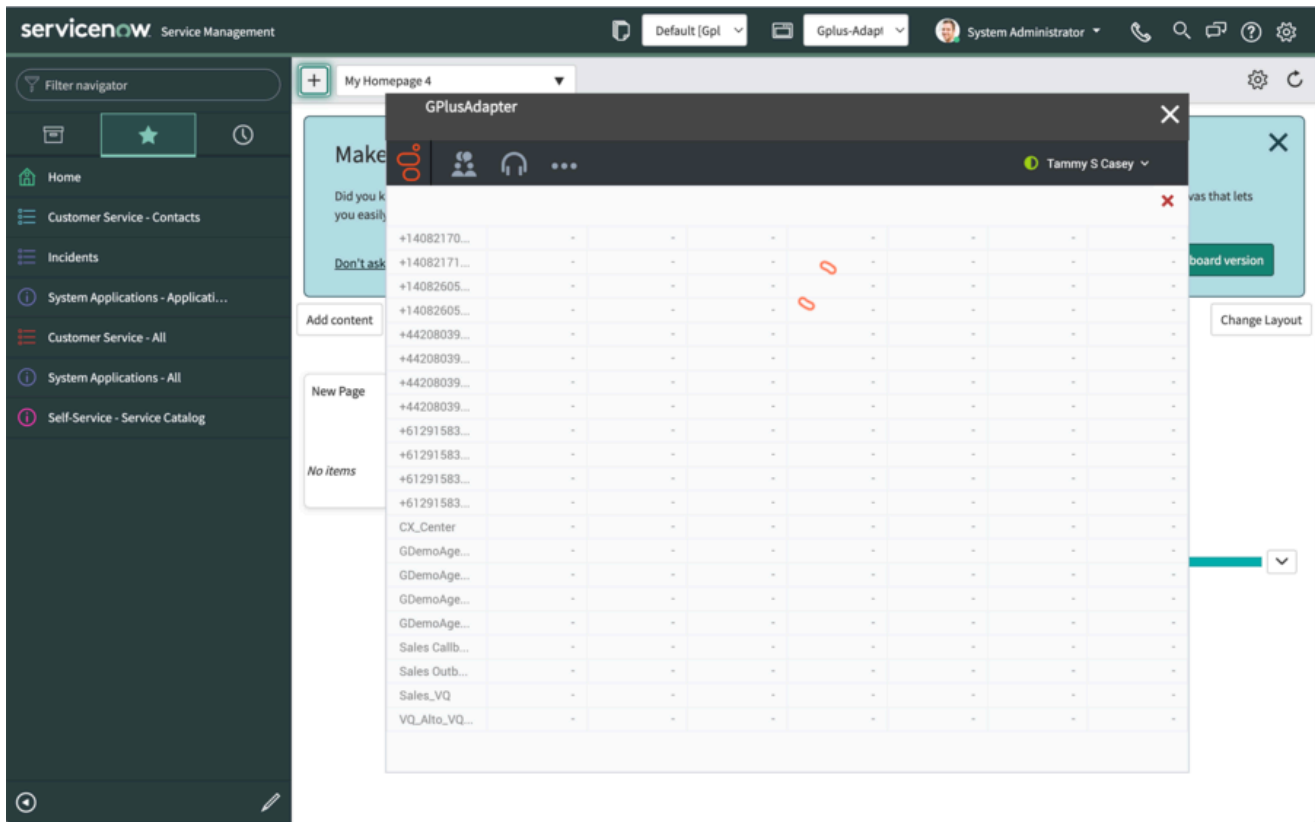 servicenow Service Management
Default [Gpl
Gplus-Adapt
System Administrator
Filter navigator
Home
Customer Service - Contacts
Incidents
System Applications - Applicati...
Customer Service - All
System Applications - All
Self-Service - Service Catalog
My Homepage 4
Make
Did you k
vas that lets
you easily
Don't ask
board version
Add content
Change Layout
New Page
No items
GPlusAdapter
Tammy S Casey
+14082170... - - - - - - -
+14082171... - - - - - - -
+14082605... - - - - - - -
+14082605... - - - - - - -
+44208039... - - - - - - -
+44208039... - - - - - - -
+44208039... - - - - - - -
+44208039... - - - - - - -
+61291583... - - - - - - -
+61291583... - - - - - - -
+61291583... - - - - - - -
+61291583... - - - - - - -
CX_Center - - - - - - -
GDemoAge... - - - - - - -
GDemoAge... - - - - - - -
GDemoAge... - - - - - - -
GDemoAge... - - - - - - -
Sales Callb... - - - - - - -
Sales Outb... - - - - - - -
Sales_VQ - - - - - - -
VQ_Alto_VQ... - - - - - - -